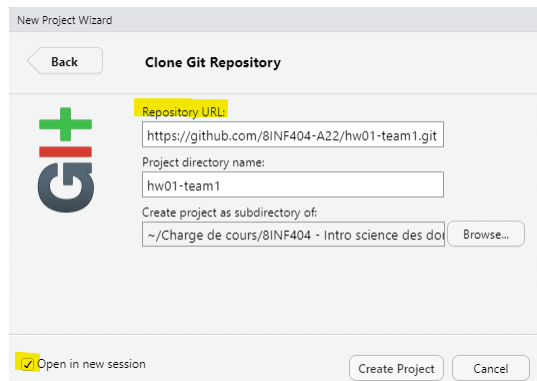 New Project Wizard
Back
Clone Git Repository
git
Repository URL:
https://github.com/8INF404-A22/hw01-team1.git
Project directory name:
hw01-team1
Create project as subdirectory of:
~/Charge de cours/8INF404 - Intro science des do
Browse...
Open in new session
Create Project
Cancel